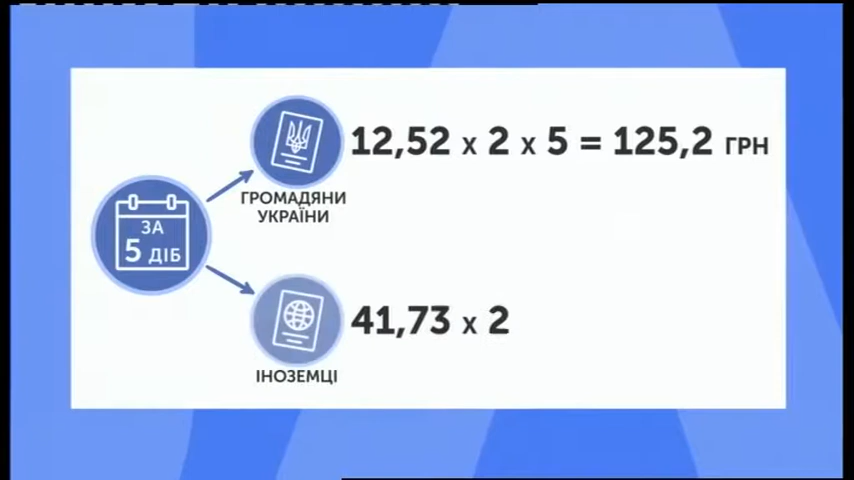 ЗА
5 ДІБ
12,52 х 2 х 5 = 125,2 ГРН
ГРОМАДЯНИ
УКРАЇНИ
41,73 х 2
ІНОЗЕМЦІ